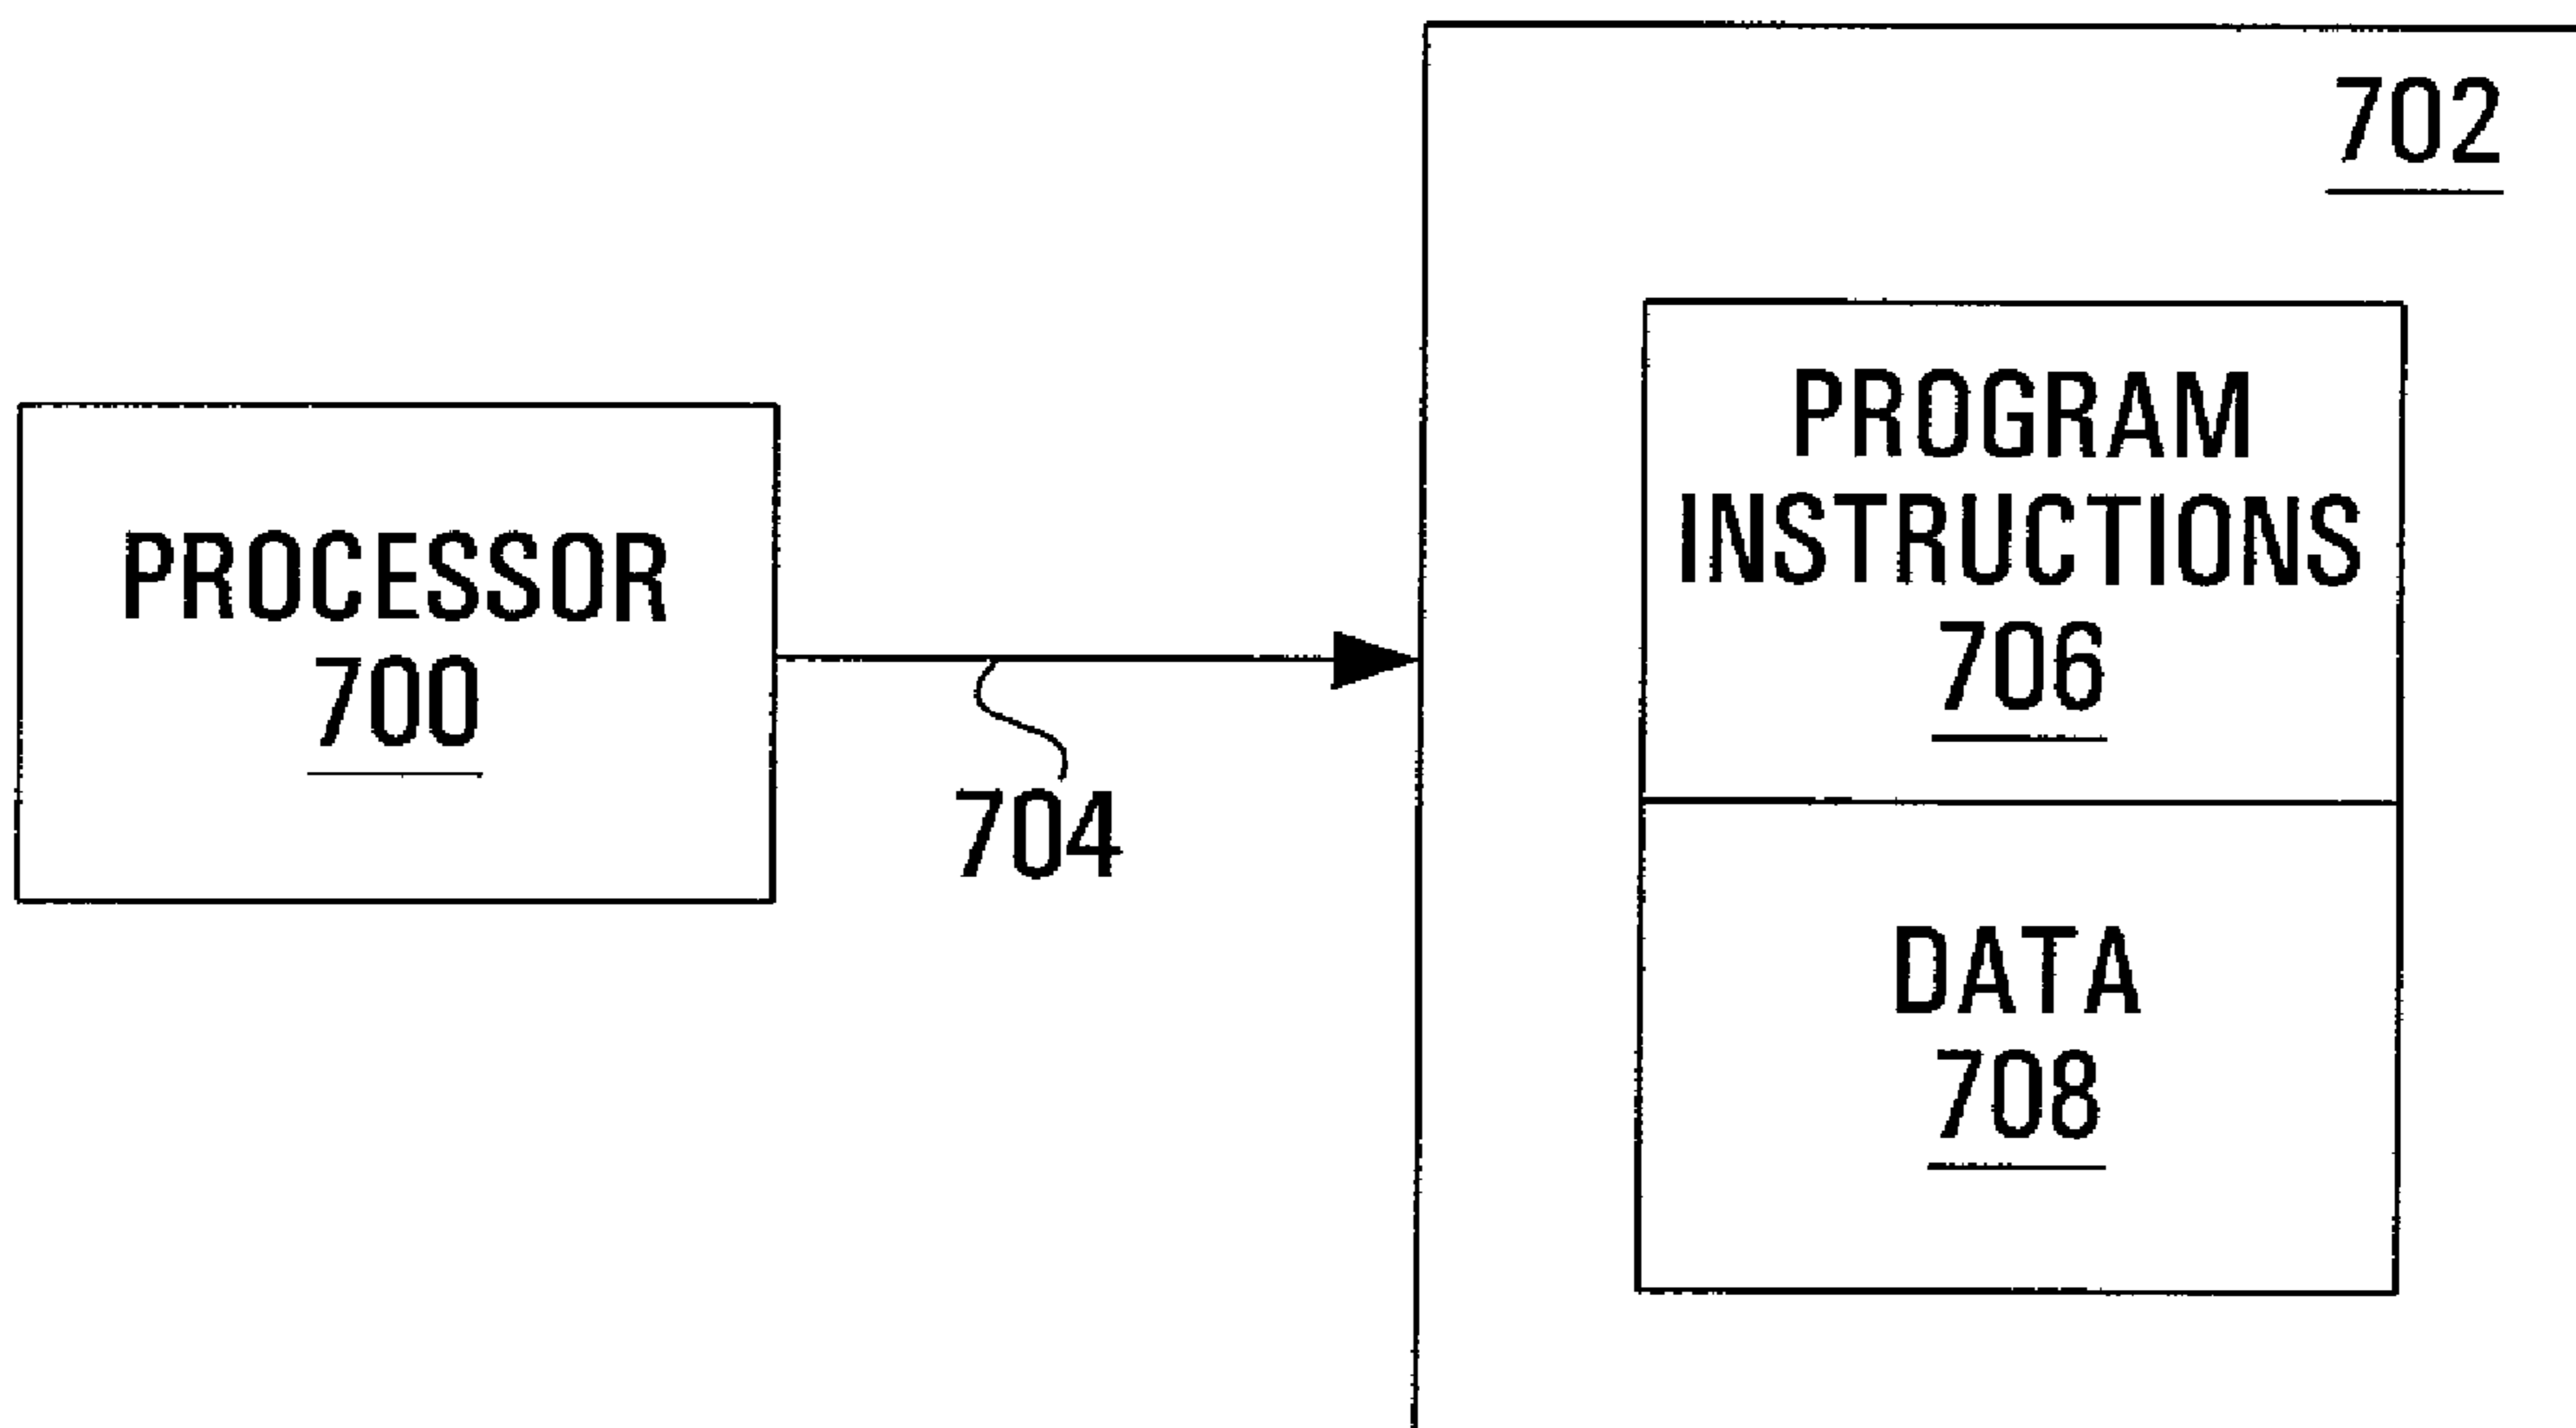 702
PROGRAM
INSTRUCTIONS
706
PROCESSOR
700
704
DATA
708